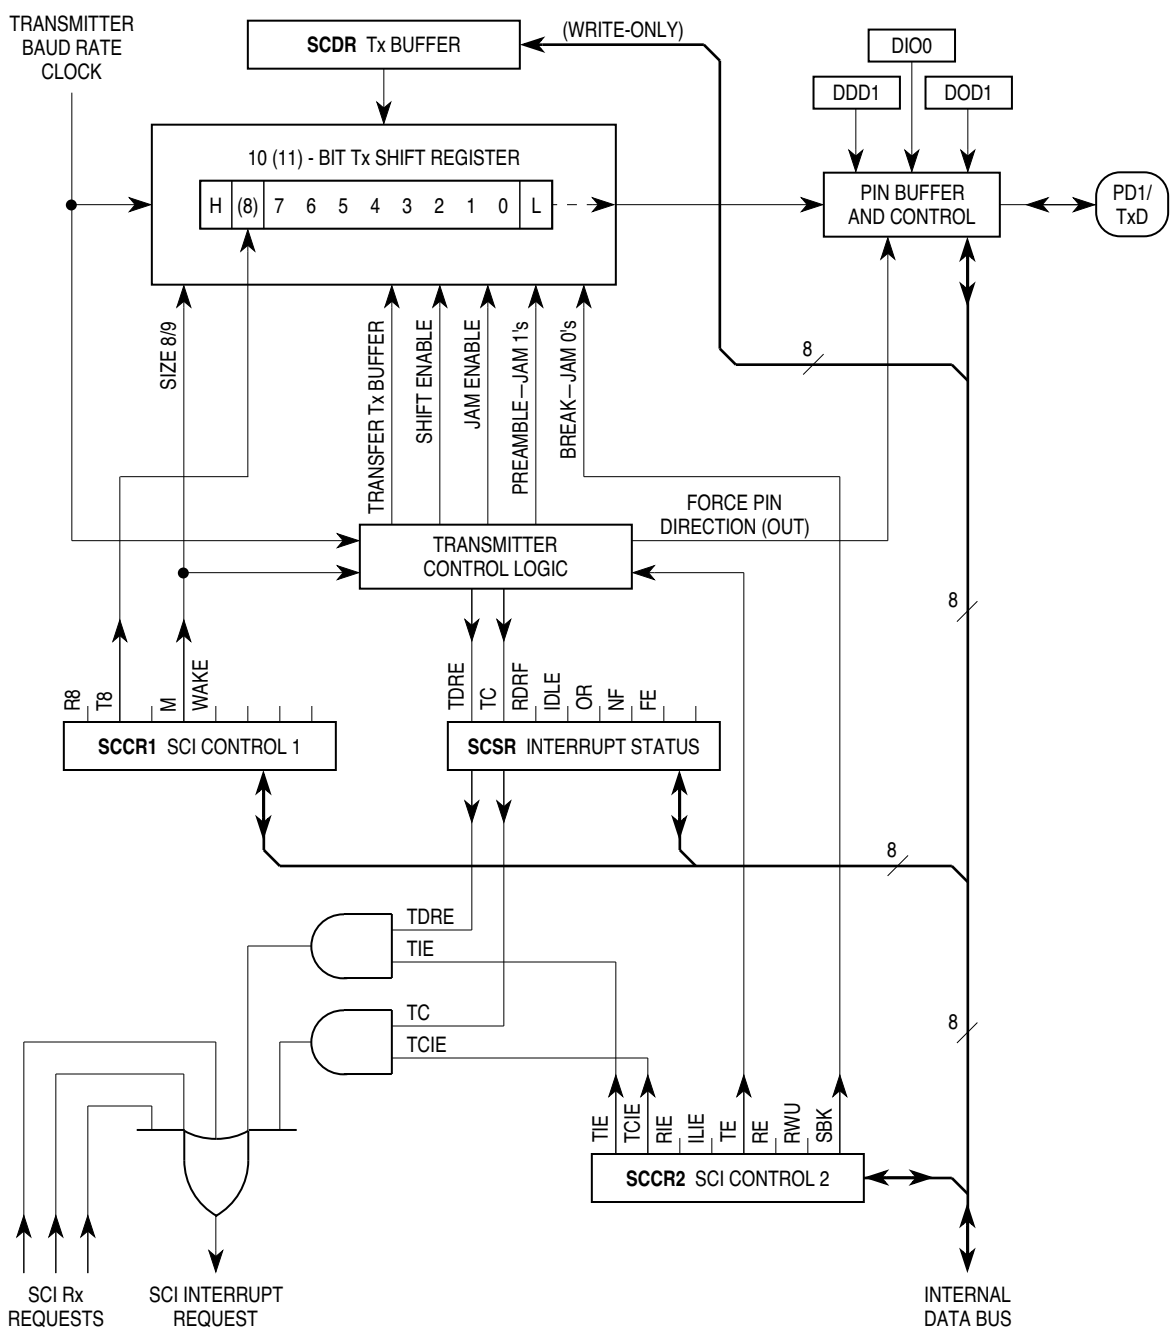 TRANSMITTER
BAUD RATE
CLOCK
SCDR Tx BUFFER
(WRITE-ONLY)
DIO0
DDD1
DOD1
10 (11) - BIT Tx SHIFT REGISTER
H (8) 7 6 5 4 3 2 1 0 L
PIN BUFFER
AND CONTROL
PD1/
TxD
SIZE 8/9
TRANSFER Tx BUFFER
SHIFT ENABLE
JAM ENABLE
PREAMBLE—JAM 1's
BREAK—JAM 0's
8
FORCE PIN
DIRECTION (OUT)
TRANSMITTER
CONTROL LOGIC
8
R8
T8
M
WAKE
TDRE
TC
RDRF
IDLE
OR
NF
FE
SCCR1 SCI CONTROL 1
SCSR INTERRUPT STATUS
8
TDRE
TIE
TC
TCIE
8
TIE
TCIE
RIE
ILIE
TE
RE
RWU
SBK
SCCR2 SCI CONTROL 2
SCI Rx
REQUESTS
SCI INTERRUPT
REQUEST
INTERNAL
DATA BUS